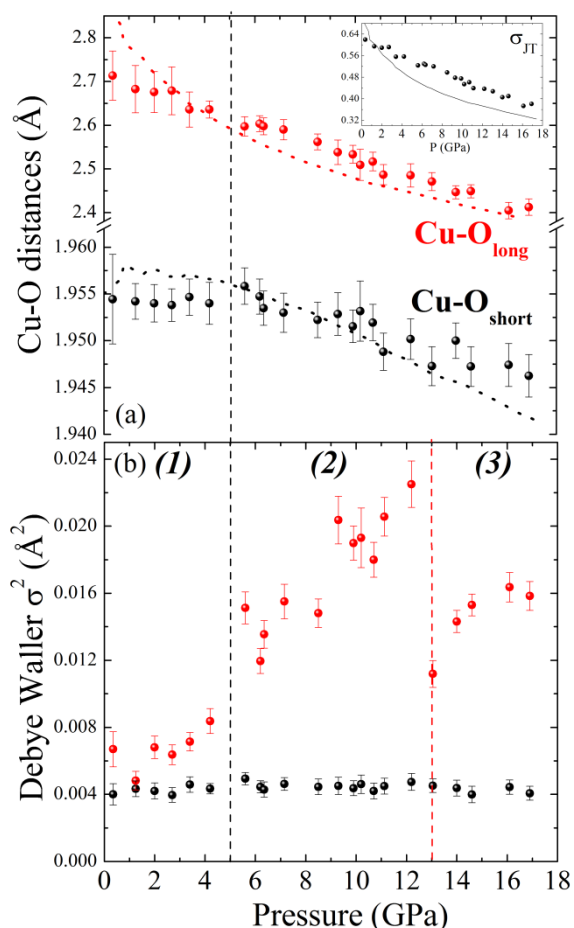 2.8
2.7
2.6
2.5
2.4
1.960
1.955
1.950
1.945
1.940
Cu-O distances (Å)
0.64
0.56
0.48
0.40
0.32
σJT
0 2 4 6 8 10 12 14 16 18
P (GPa)
Cu-Olong
Cu-Oshort
(a)
(b) (1) (2) (3)
0.024
0.020
0.016
0.012
0.008
0.004
0.000
Debye Waller σ² (Å²)
0 2 4 6 8 10 12 14 16 18
Pressure (GPa)